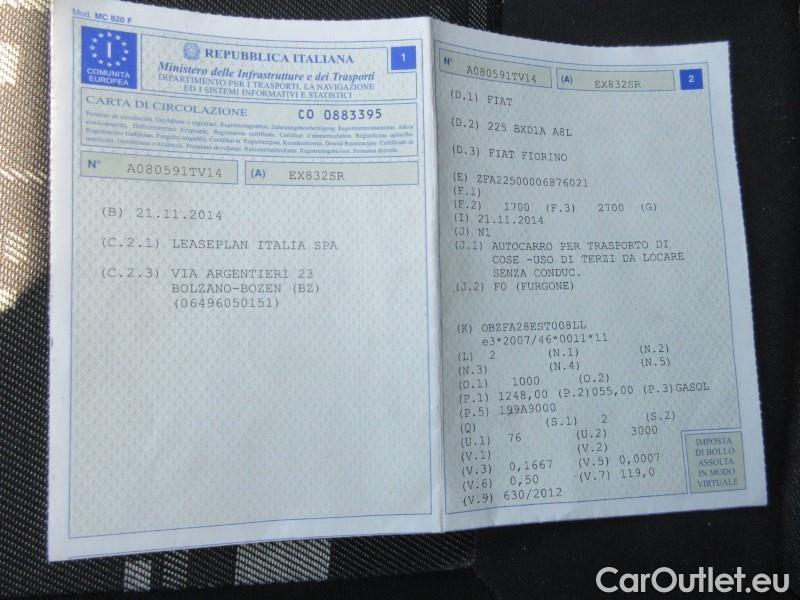 Mod. MC 820 F
I
COMUNITÀ
EUROPEA
REPUBBLICA ITALIANA
1
Ministero delle Infrastrutture e dei Trasporti
DIPARTIMENTO PER I TRASPORTI, LA NAVIGAZIONE
ED I SISTEMI INFORMATIVI E STATISTICI
CARTA DI CIRCOLAZIONE
CO 0883395
N° A080591TV14 (A) EX832SR
(B) 21.11.2014
(C.2.1) LEASEPLAN ITALIA SPA
(C.2.3) VIA ARGENTIERI 23
BOLZANO-BOZEN (BZ)
(06496050151)
N° A080591TV14 (A) EX832SR 2
(D.1) FIAT
(D.2) 225 BXD1A A8L
(D.3) FIAT FIORINO
(E) ZFA22500006876021
(F.1)
(F.2) 1700 (F.3) 2700 (G)
(I) 21.11.2014
(J) N1
(J.1) AUTOCARRO PER TRASPORTO DI
COSE -USO DI TERZI DA LOCARE
SENZA CONDUC.
(J.2) F0 (FURGONE)
(K) OBZFA28EST008LL
e3*2007/46*0011*11
(L) 2 (N.1) (N.2)
(N.3) (N.4) (N.5)
(O.1) 1000 (O.2)
(P.1) 1248,00 (P.2)055,00 (P.3)GASOL
(P.5) 199A9000
(Q) (S.1) 2 (S.2)
(U.1) 76 (U.2) 3000
(V.1) (V.2)
(V.3) 0,1667 (V.5) 0,0007
(V.6) 0,50 (V.7) 119,0
(V.9) 630/2012
IMPOSTA
DI BOLLO
ASSOLTA
IN MODO
VIRTUALE
CarOutlet.eu